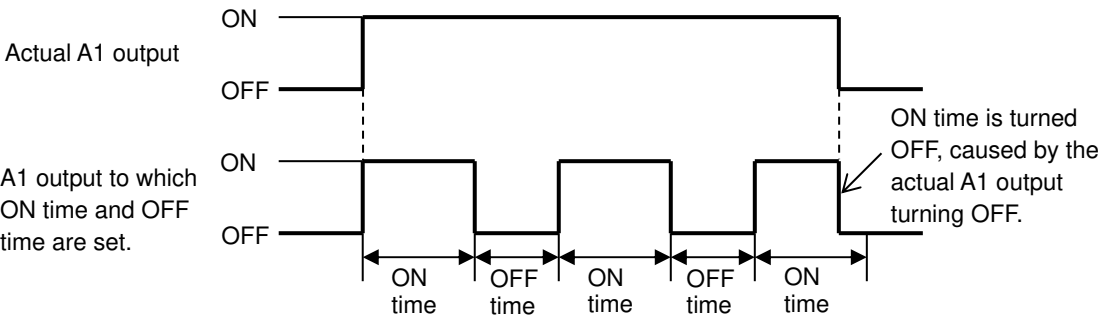 ON
Actual A1 output
OFF
ON time is turned
OFF, caused by the
actual A1 output
turning OFF.
ON
A1 output to which
ON time and OFF
time are set.
OFF
ON
time
OFF
time
ON
time
OFF
time
ON
time